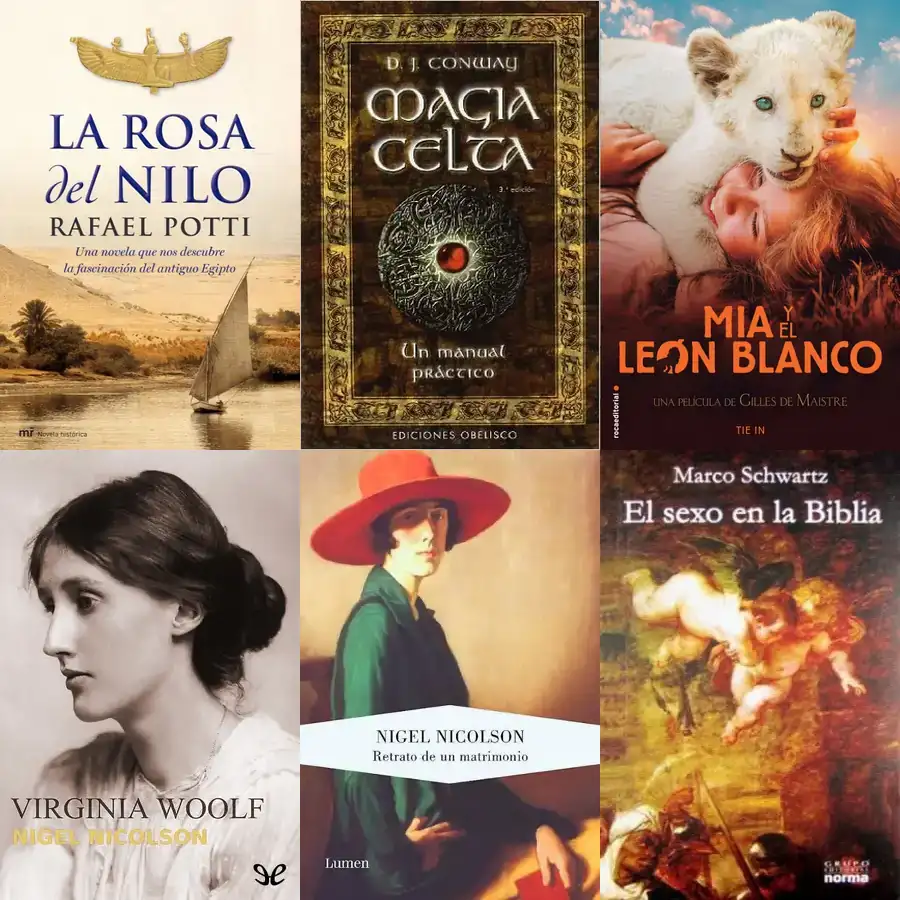 LA ROSA
del NILO
RAFAEL POTTI
Una novela que nos descubre
la fascinación del antiguo Egipto
mr Novela histórica
D. J. CONWAY
MAGIA
CELTA
3.ª edición
Un manual
práctico
EDICIONES OBELISCO
MIA Y EL
LEÓN BLANCO
UNA PELÍCULA DE GILLES DE MAISTRE
TIE IN
rocaeditorial
VIRGINIA WOOLF
NIGEL NICOLSON
NIGEL NICOLSON
Retrato de un matrimonio
Lumen
Marco Schwartz
El sexo en la Biblia
GRUPO
EDITORIAL
norma